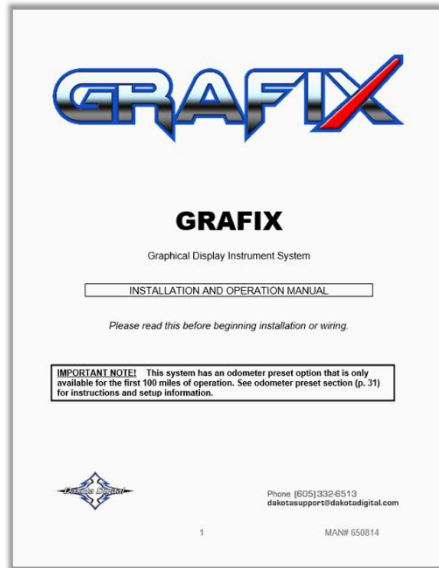 GRAFIX
GRAFIX
Graphical Display Instrument System
INSTALLATION AND OPERATION MANUAL
Please read this before beginning installation or wiring.
IMPORTANT NOTE! This system has an odometer preset option that is only
available for the first 100 miles of operation. See odometer preset section (p. 31)
for instructions and setup information.
Dakota Digital
Phone (605)332-6513
dakotasupport@dakotadigital.com
1
MAN# 650814